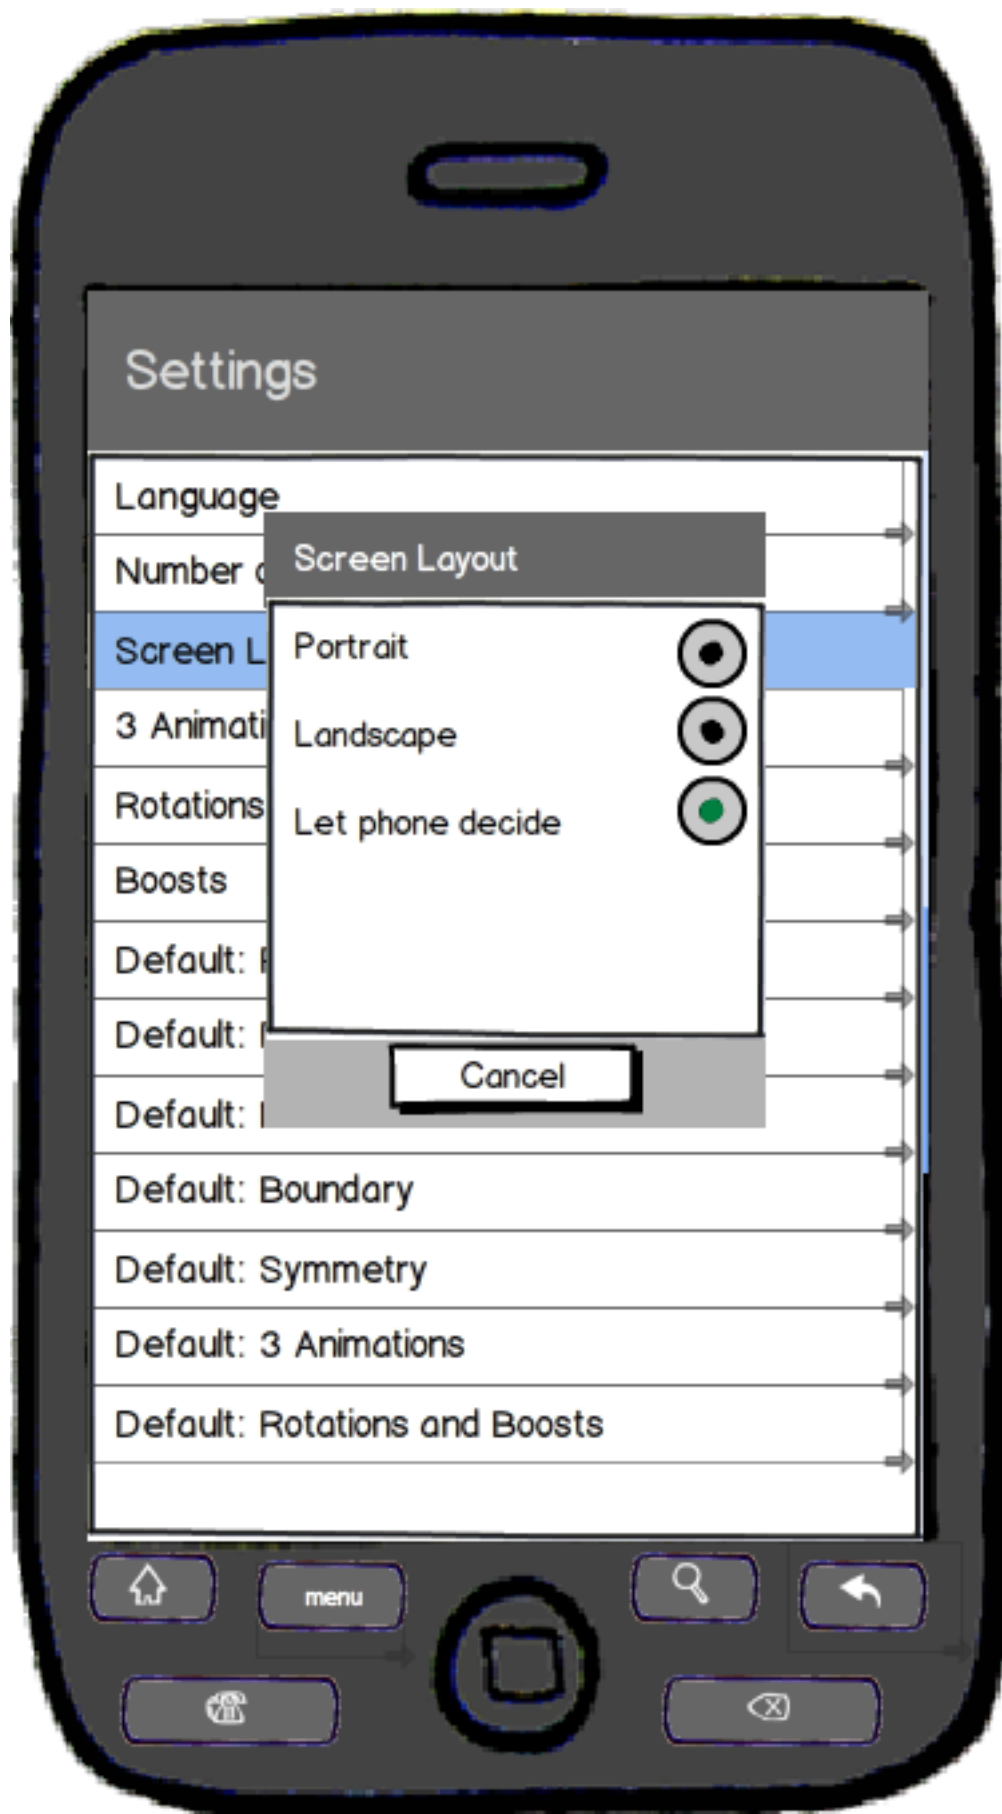 Settings
Language
Number
Screen Layout
Screen L
Portrait
3 Animati
Landscape
Rotations
Let phone decide
Boosts
Default:
Default:
Default:
Cancel
Default: Boundary
Default: Symmetry
Default: 3 Animations
Default: Rotations and Boosts
menu